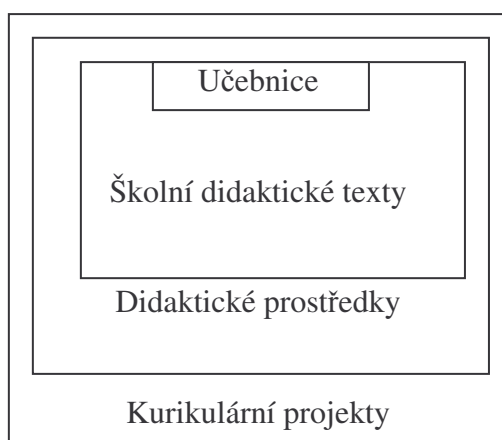 Učebnice
Školní didaktické texty
Didaktické prostředky
Kurikulární projekty